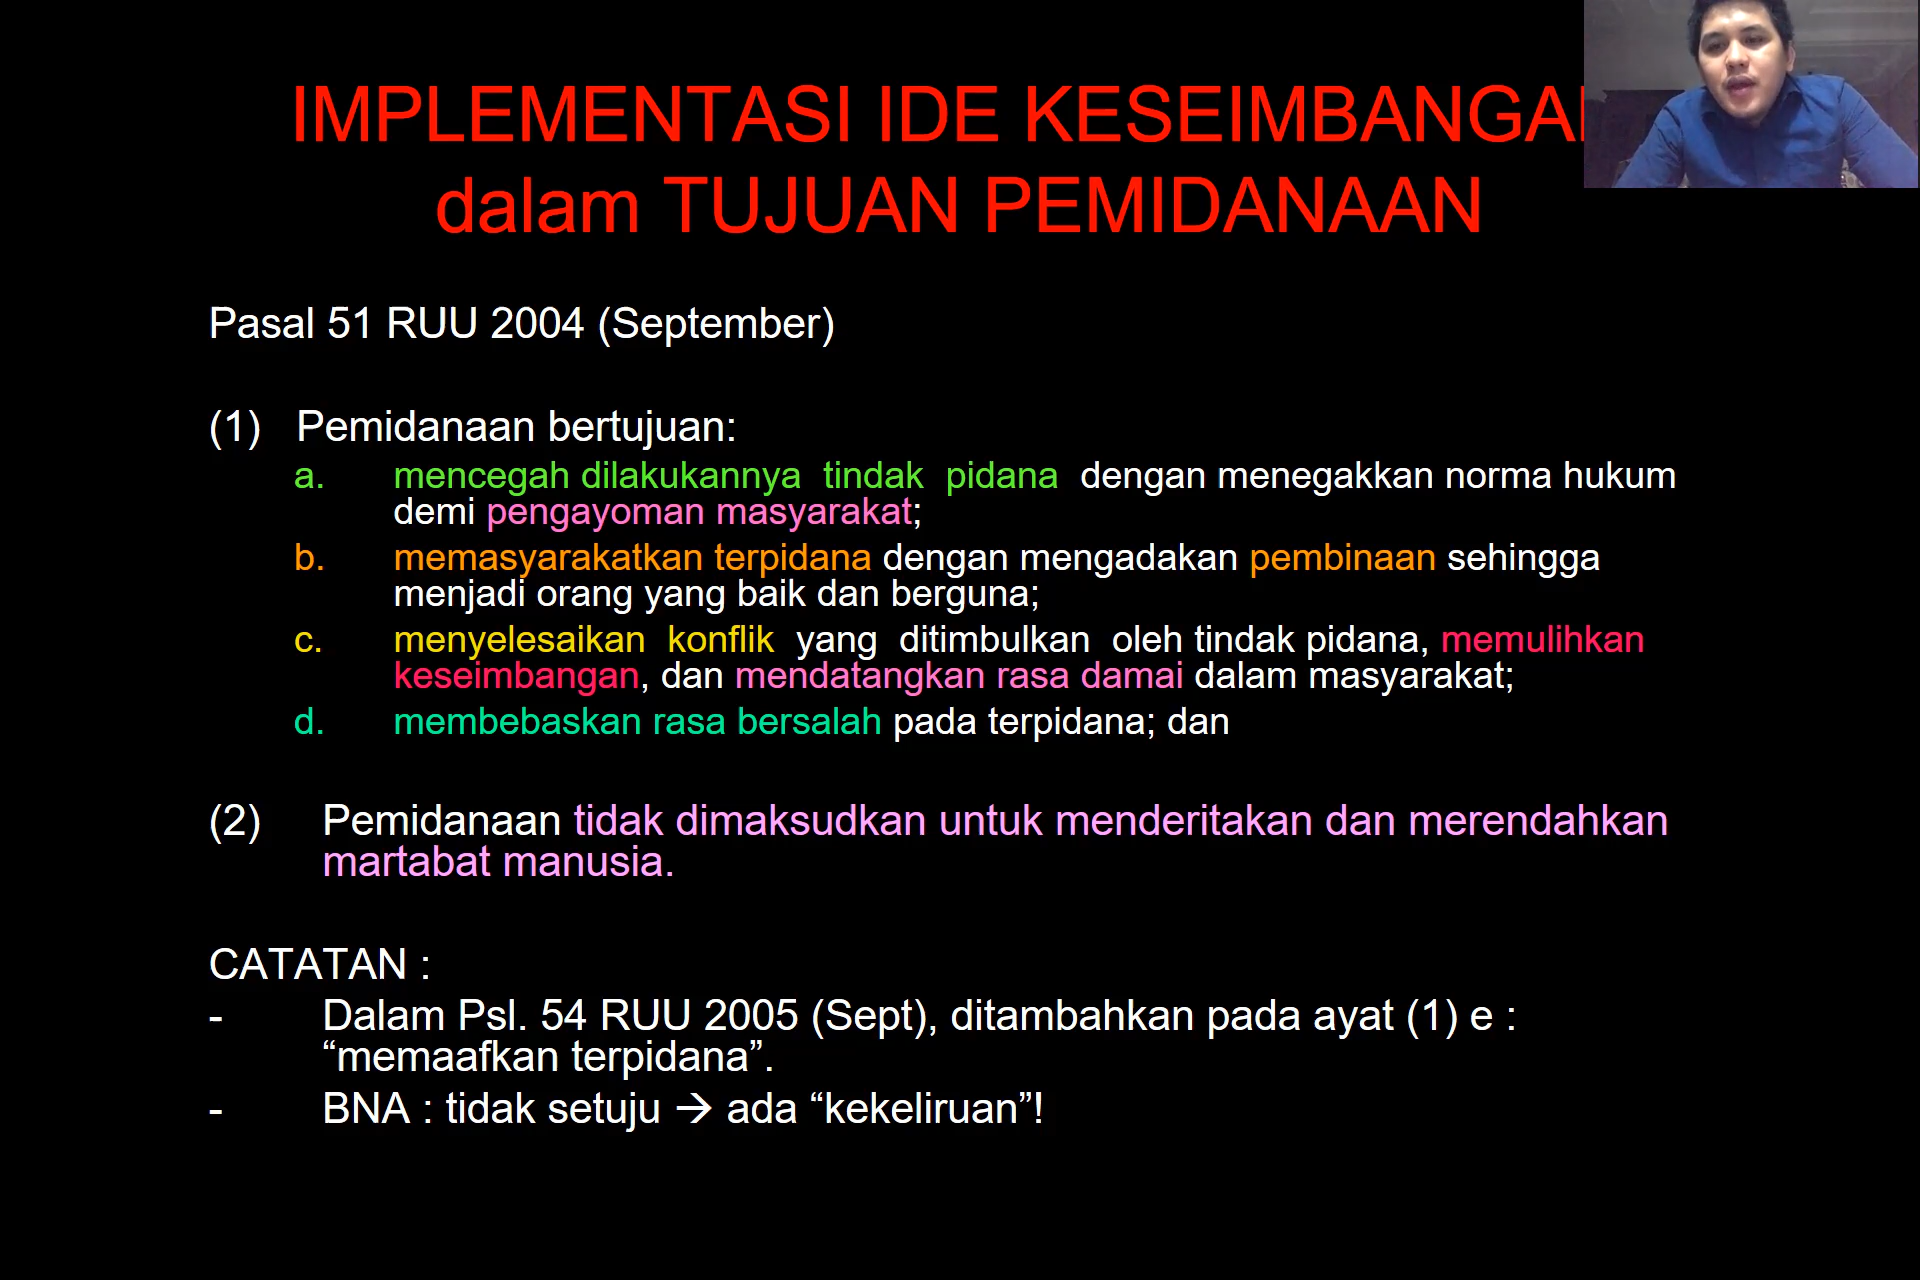 IMPLEMENTASI IDE KESEIMBANGA
dalam TUJUAN PEMIDANAAN
Pasal 51 RUU 2004 (September)
(1) Pemidanaan bertujuan:
a. mencegah dilakukannya tindak pidana dengan menegakkan norma hukum
demi pengayoman masyarakat;
b. memasyarakatkan terpidana dengan mengadakan pembinaan sehingga
menjadi orang yang baik dan berguna;
c. menyelesaikan konflik yang ditimbulkan oleh tindak pidana, memulihkan
keseimbangan, dan mendatangkan rasa damai dalam masyarakat;
d. membebaskan rasa bersalah pada terpidana; dan
(2) Pemidanaan tidak dimaksudkan untuk menderitakan dan merendahkan
martabat manusia.
CATATAN :
- Dalam Psl. 54 RUU 2005 (Sept), ditambahkan pada ayat (1) e :
“memaafkan terpidana”.
- BNA : tidak setuju → ada “kekeliruan”!